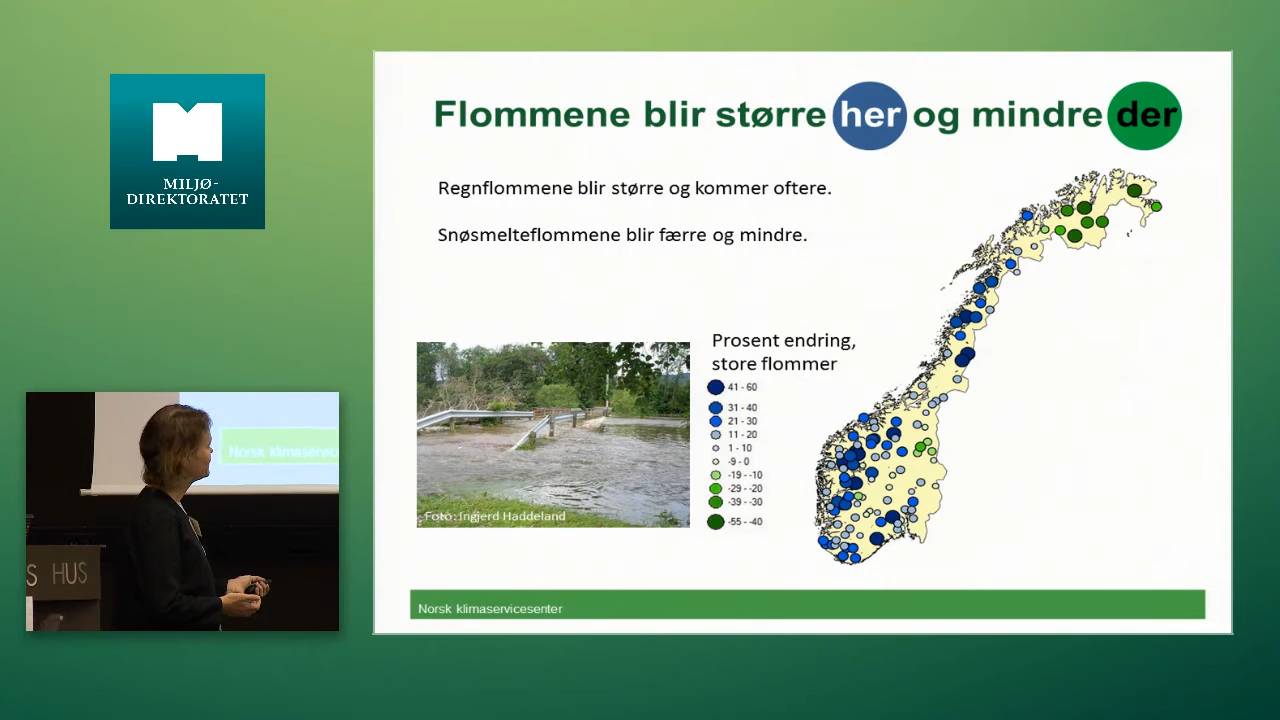 MILJØ-
DIREKTORATET
Flommene blir større her og mindre der
Regnflommene blir større og kommer oftere.
Snøsmelteflommene blir færre og mindre.
Prosent endring,
store flommer
41 - 60
31 - 40
21 - 30
11 - 20
1 - 10
-9 - 0
-19 - -10
-29 - -20
-39 - -30
-55 - -40
Foto: Ingjerd Haddeland
Norsk klimaservicesenter
Norsk klimaservice
S HUS